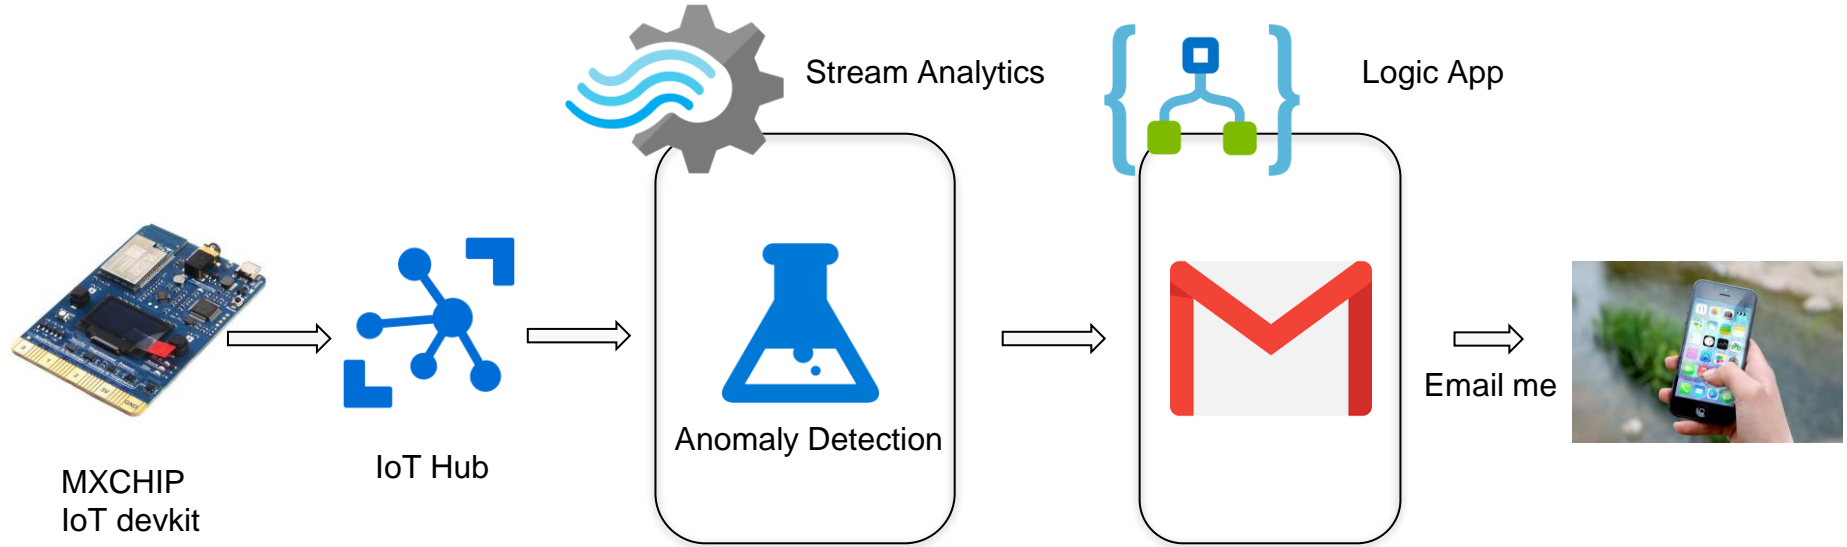 Stream Analytics
Logic App
Anomaly Detection
Email me
IoT Hub
MXCHIP
IoT devkit